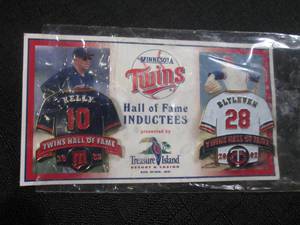 MINNESOTA
Twins
Hall of Fame
INDUCTEES
presented by
Treasure Island
RESORT & CASINO
KELLY
10
TWINS HALL OF FAME
BLYLEVEN
28
TWINS HALL OF FAME